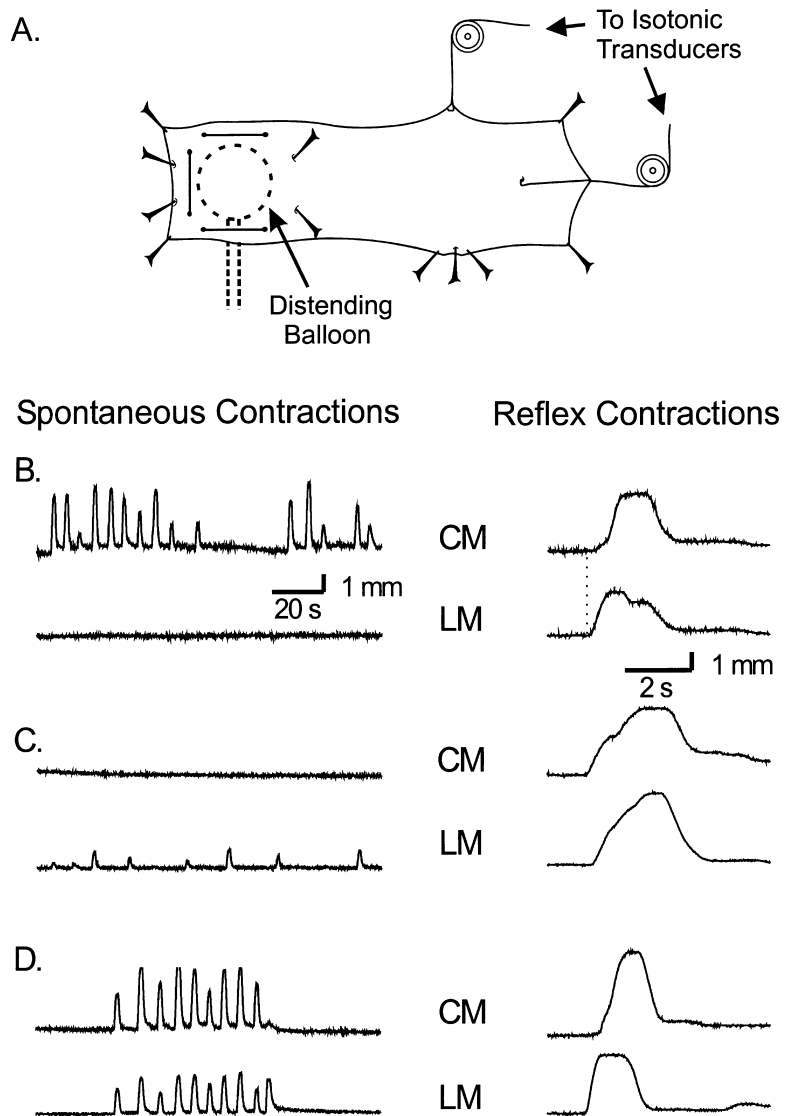 A.
To Isotonic
Transducers
Distending
Balloon
Spontaneous Contractions
Reflex Contractions
B.
CM
1 mm
20 s
LM
1 mm
2 s
C.
CM
LM
D.
CM
LM